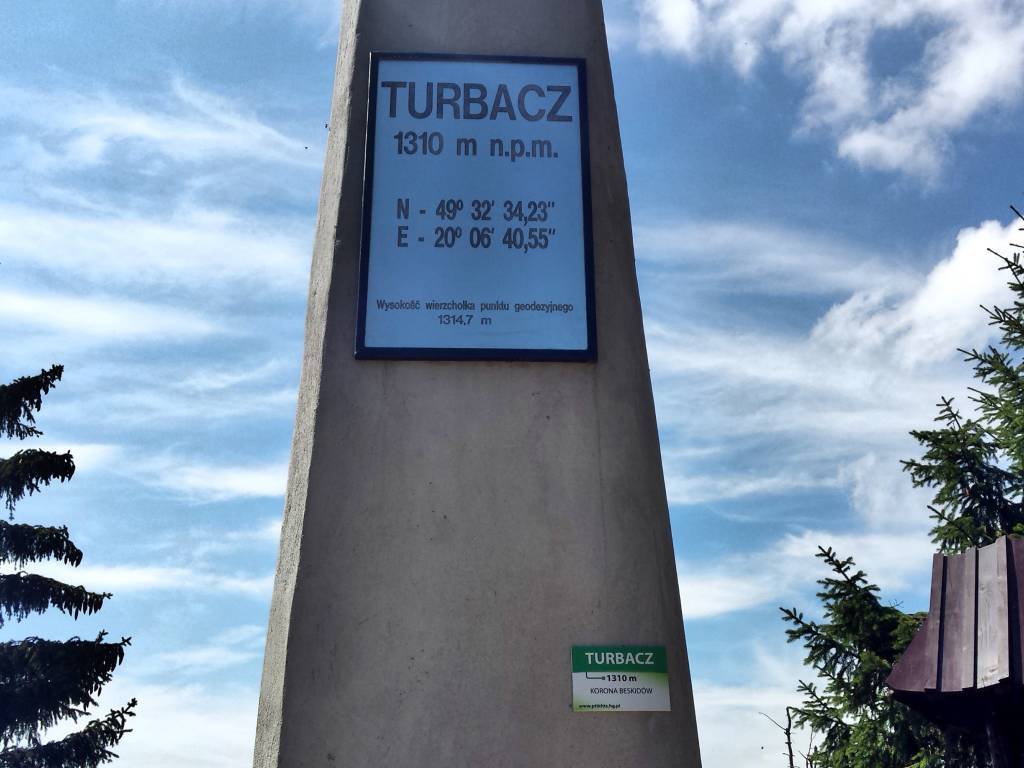 TURBACZ
1310 m n.p.m.
N - 49º 32' 34,23"
E - 20º 06' 40,55"
Wysokość wierzchołka punktu geodezyjnego
1314,7 m
TURBACZ
1310 m
KORONA BESKIDÓW